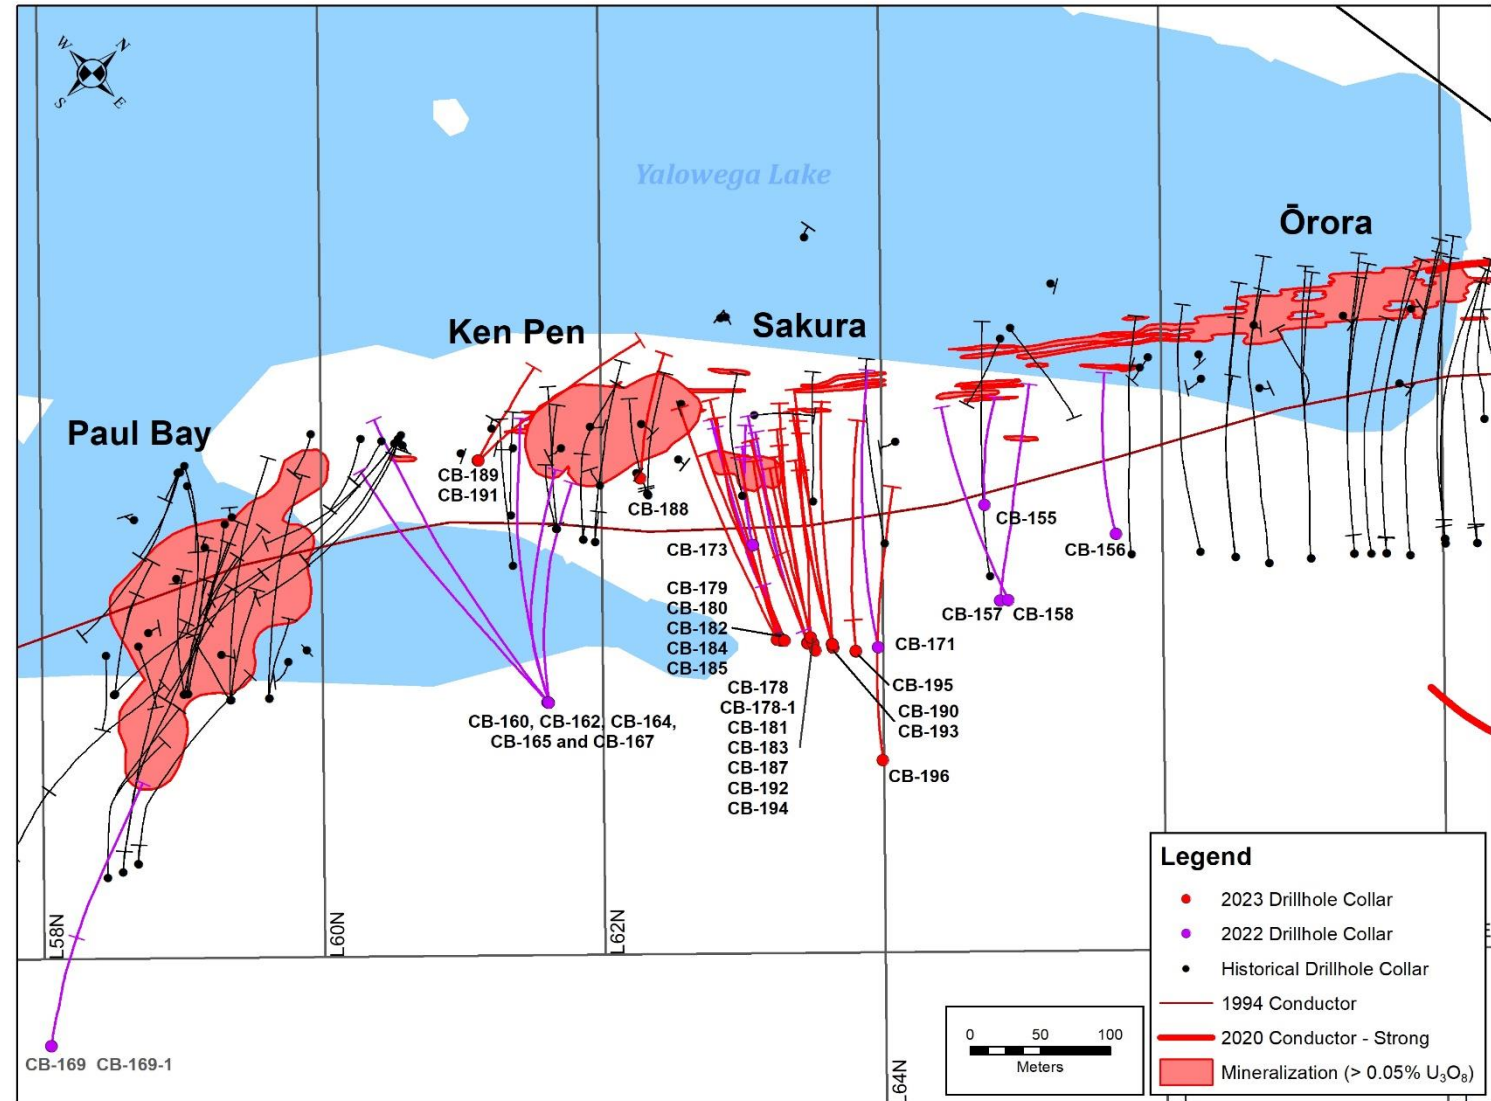 W
N
S
E
Yalowega Lake
Ōrora
Sakura
Ken Pen
Paul Bay
CB-189
CB-191
CB-188
CB-173
CB-155
CB-156
CB-179
CB-180
CB-182
CB-184
CB-185
CB-157
CB-158
CB-171
CB-195
CB-190
CB-193
CB-178
CB-178-1
CB-181
CB-183
CB-187
CB-192
CB-194
CB-160, CB-162, CB-164,
CB-165 and CB-167
CB-196
L58N
L60N
L62N
L64N
CB-169 CB-169-1
0 50 100
Meters
Legend
2023 Drillhole Collar
2022 Drillhole Collar
Historical Drillhole Collar
1994 Conductor
2020 Conductor - Strong
Mineralization (> 0.05% U₃O₈)